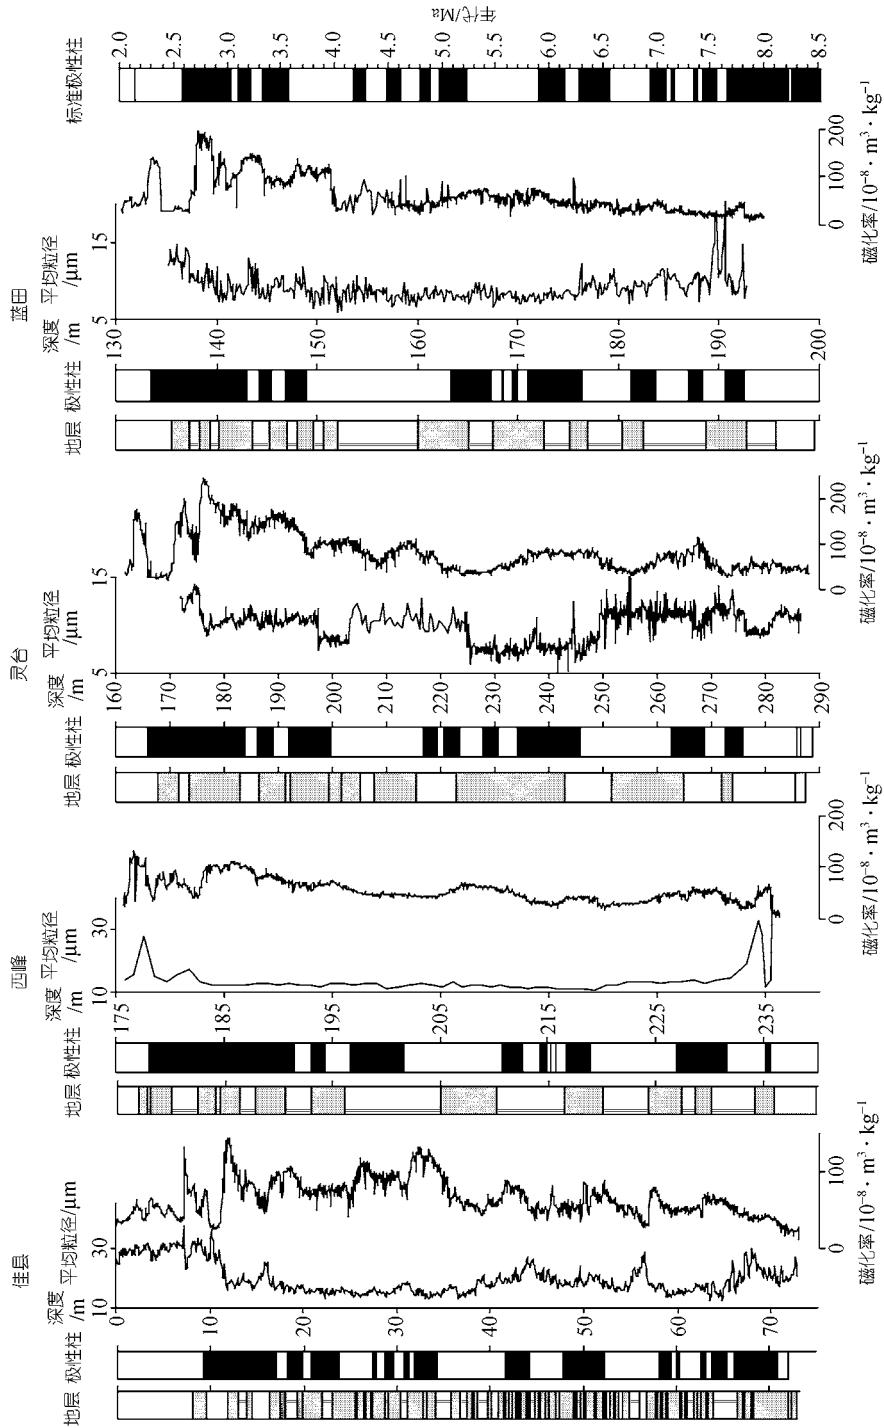 佳县
地层 极性柱 深度/m 平均粒径/μm
0 10 20 30 40 50 60 70
10 30
0 100
磁化率/10⁻⁸·m³·kg⁻¹
西峰
地层 极性柱 深度/m 平均粒径/μm
175 185 195 205 215 225 235
10 30
0 100 200
磁化率/10⁻⁸·m³·kg⁻¹
灵台
地层 极性柱 深度/m 平均粒径/μm
160 170 180 190 200 210 220 230 240 250 260 270 280 290
5 15
0 100 200
磁化率/10⁻⁸·m³·kg⁻¹
蓝田
地层 极性柱 深度/m 平均粒径/μm
130 140 150 160 170 180 190 200
5 15
0 100 200
磁化率/10⁻⁸·m³·kg⁻¹
标准极性柱
2.0 2.5 3.0 3.5 4.0 4.5 5.0 5.5 6.0 6.5 7.0 7.5 8.0 8.5
年代/Ma